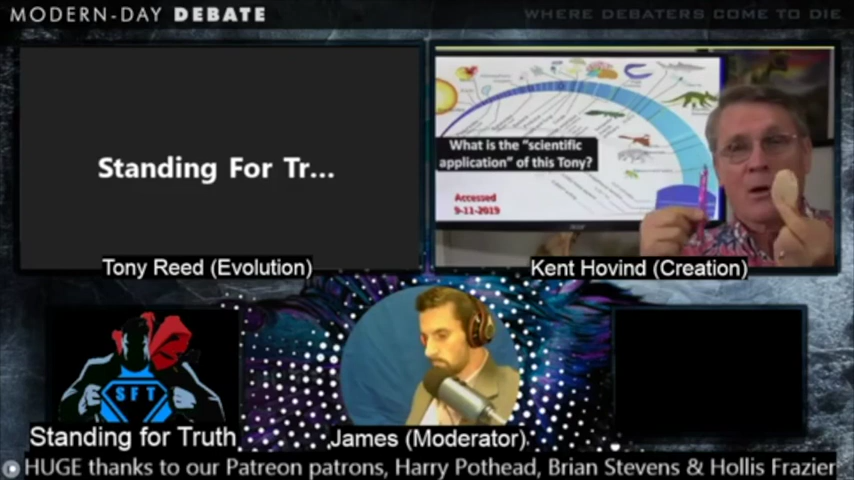 MODERN-DAY DEBATE
WHERE DEBATERS COME TO DIE
Standing For Tr...
What is the "scientific
application" of this Tony?
Accessed
9-11-2019
acer
Tony Reed (Evolution)
Kent Hovind (Creation)
SFT
Standing for Truth
James (Moderator)
HUGE thanks to our Patreon patrons, Harry Pothead, Brian Stevens & Hollis Frazier